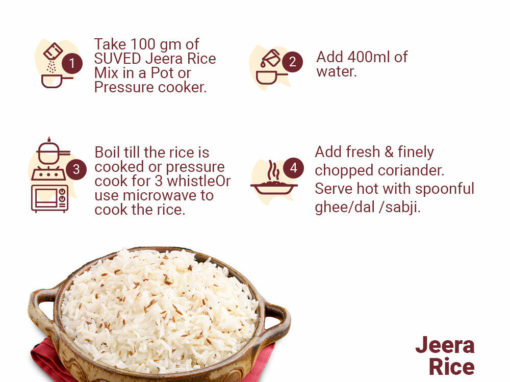 1
Take 100 gm of
SUVED Jeera Rice
Mix in a Pot or
Pressure cooker.
2
Add 400ml of
water.
3
Boil till the rice is
cooked or pressure
cook for 3 whistleOr
use microwave to
cook the rice.
4
Add fresh & finely
chopped coriander.
Serve hot with spoonful
ghee/dal /sabji.
Jeera
Rice